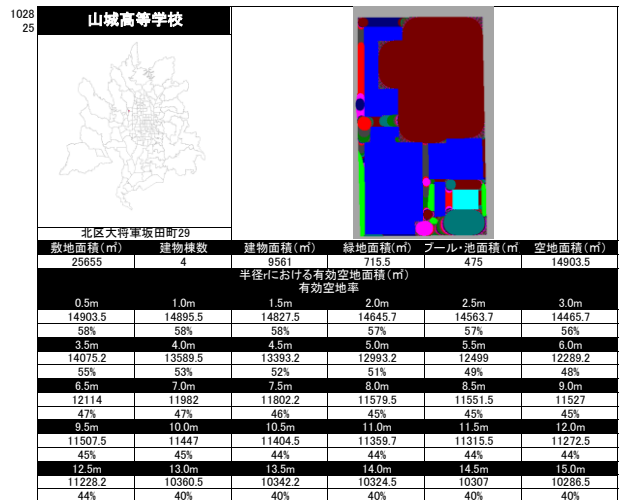 1028
25
山城高等学校
北区大将軍坂田町29
敷地面積(㎡) 建物棟数 建物面積(㎡) 緑地面積(㎡) プール・池面積(㎡ 空地面積(㎡)
25655 4 9561 715.5 475 14903.5
半径rにおける有効空地面積(㎡)
有効空地率
0.5m 1.0m 1.5m 2.0m 2.5m 3.0m
14903.5 14895.5 14827.5 14645.7 14563.7 14465.7
58% 58% 58% 57% 57% 56%
3.5m 4.0m 4.5m 5.0m 5.5m 6.0m
14075.2 13589.5 13393.2 12993.2 12499 12289.2
55% 53% 52% 51% 49% 48%
6.5m 7.0m 7.5m 8.0m 8.5m 9.0m
12114 11982 11802.2 11579.5 11551.5 11527
47% 47% 46% 45% 45% 45%
9.5m 10.0m 10.5m 11.0m 11.5m 12.0m
11507.5 11447 11404.5 11359.7 11315.5 11272.5
45% 45% 44% 44% 44% 44%
12.5m 13.0m 13.5m 14.0m 14.5m 15.0m
11228.2 10360.5 10342.2 10324.5 10307 10286.5
44% 40% 40% 40% 40% 40%